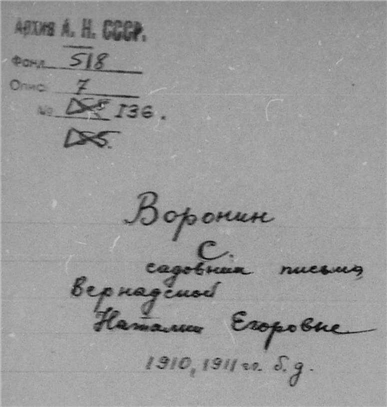 Архив А. Н. СССР.
Фонд 518
Опись 7
№ 136.
Воронин
С.
садовник письма
Вернадской
Наталии Егоровне
1910, 1911 гг. б. д.